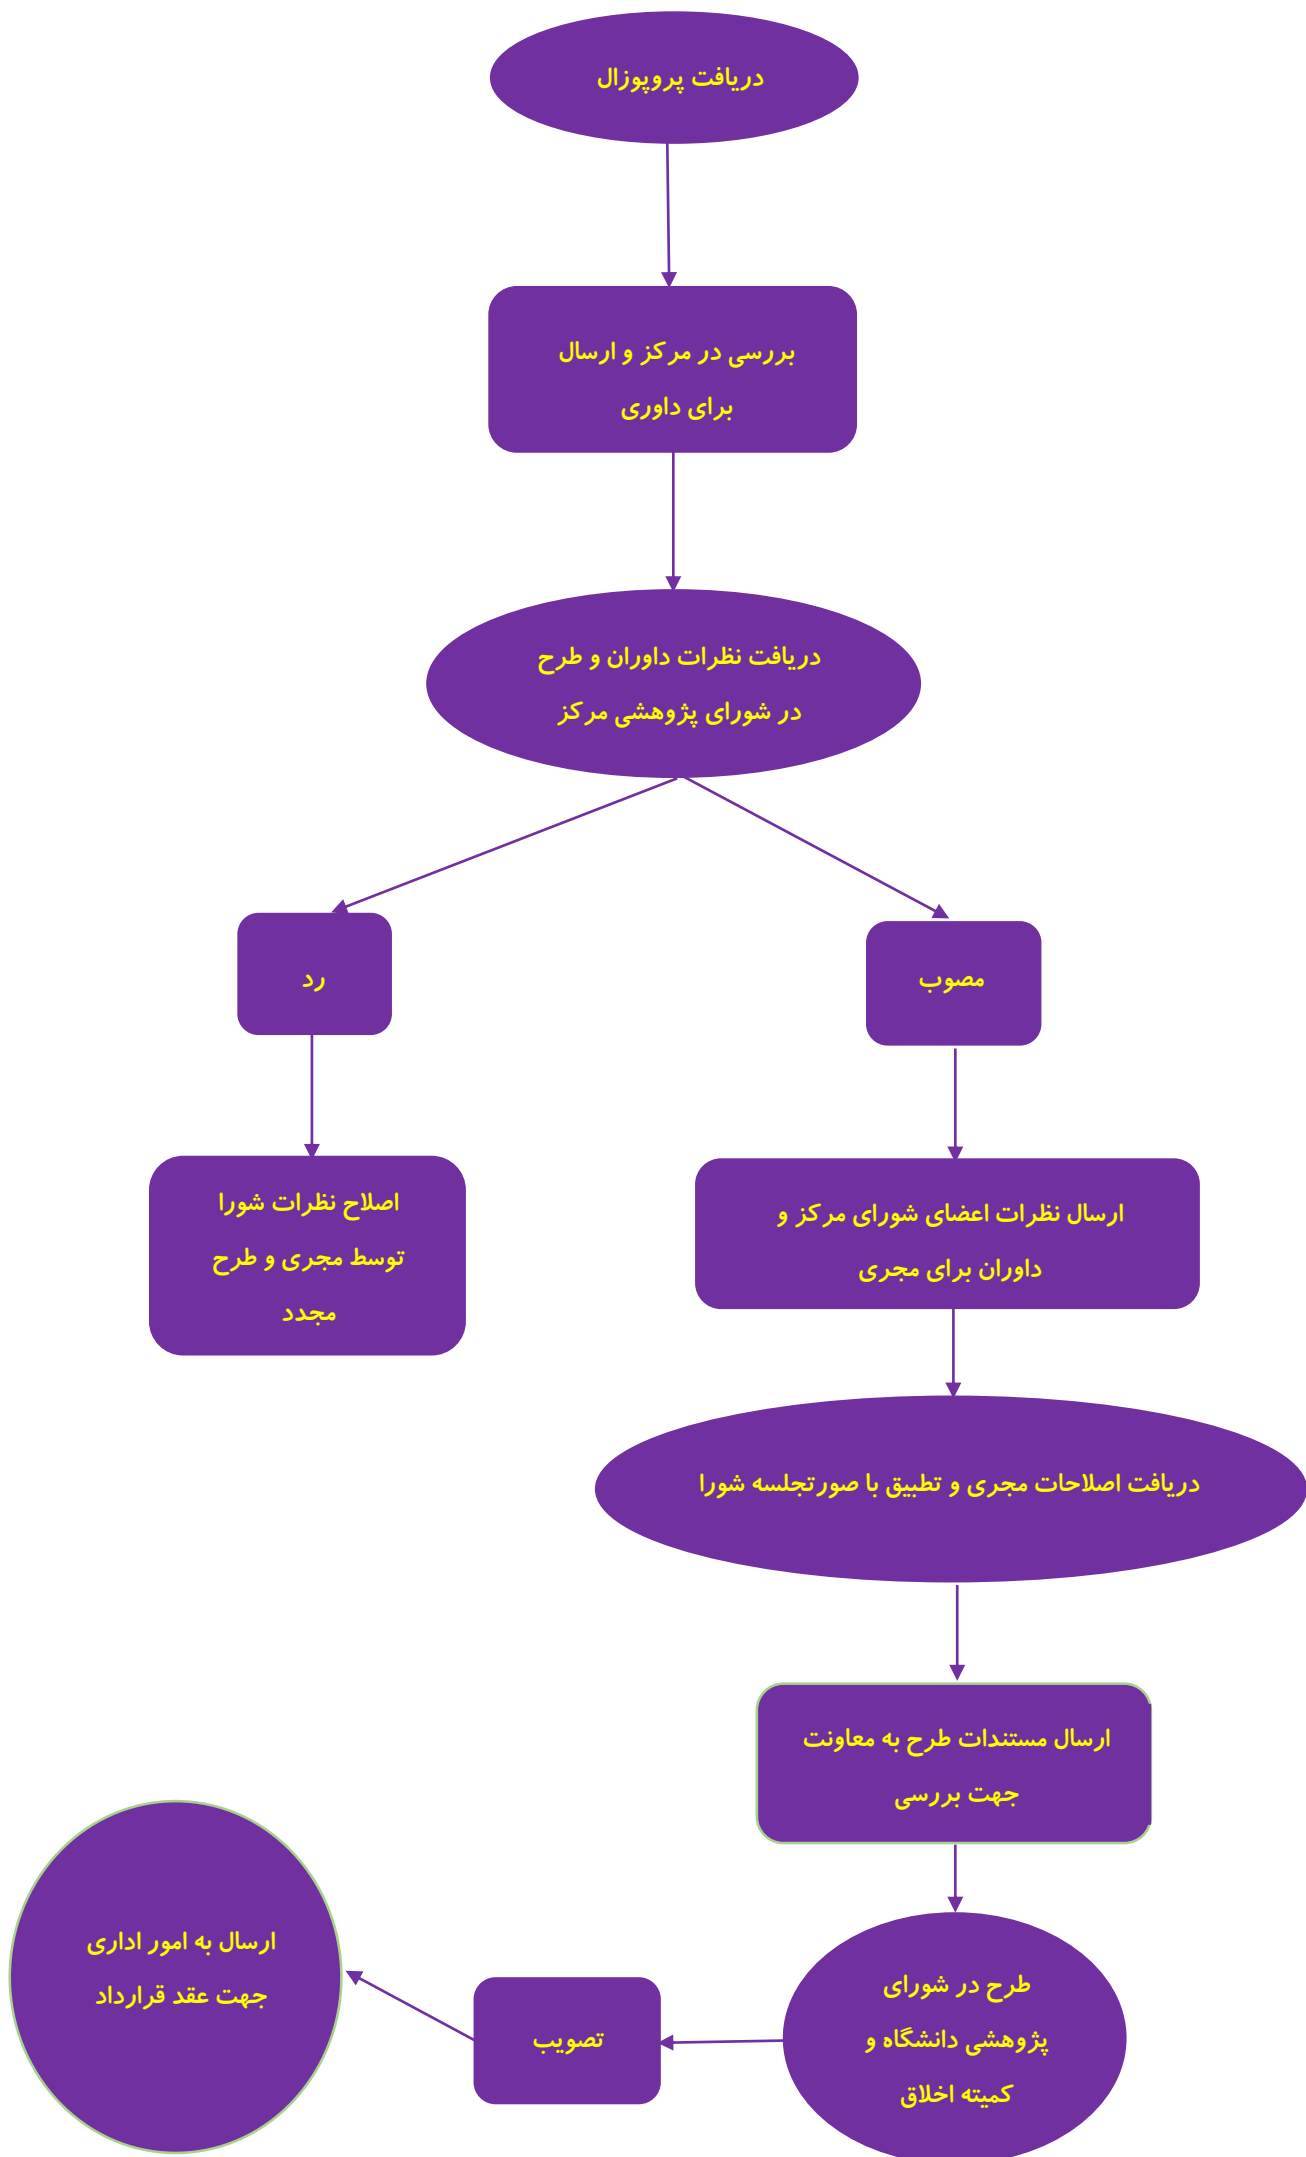 دریافت پروپوزال
بررسی در مرکز و ارسال
برای داوری
دریافت نظرات داوران و طرح
در شورای پژوهشی مرکز
مصوب
رد
ارسال نظرات اعضای شورای مرکز و
داوران برای مجری
اصلاح نظرات شورا
توسط مجری و طرح
مجدد
دریافت اصلاحات مجری و تطبیق با صورتجلسه شورا
ارسال مستندات طرح به معاونت
جهت بررسی
طرح در شورای
پژوهشی دانشگاه و
کمیته اخلاق
تصویب
ارسال به امور اداری
جهت عقد قرارداد